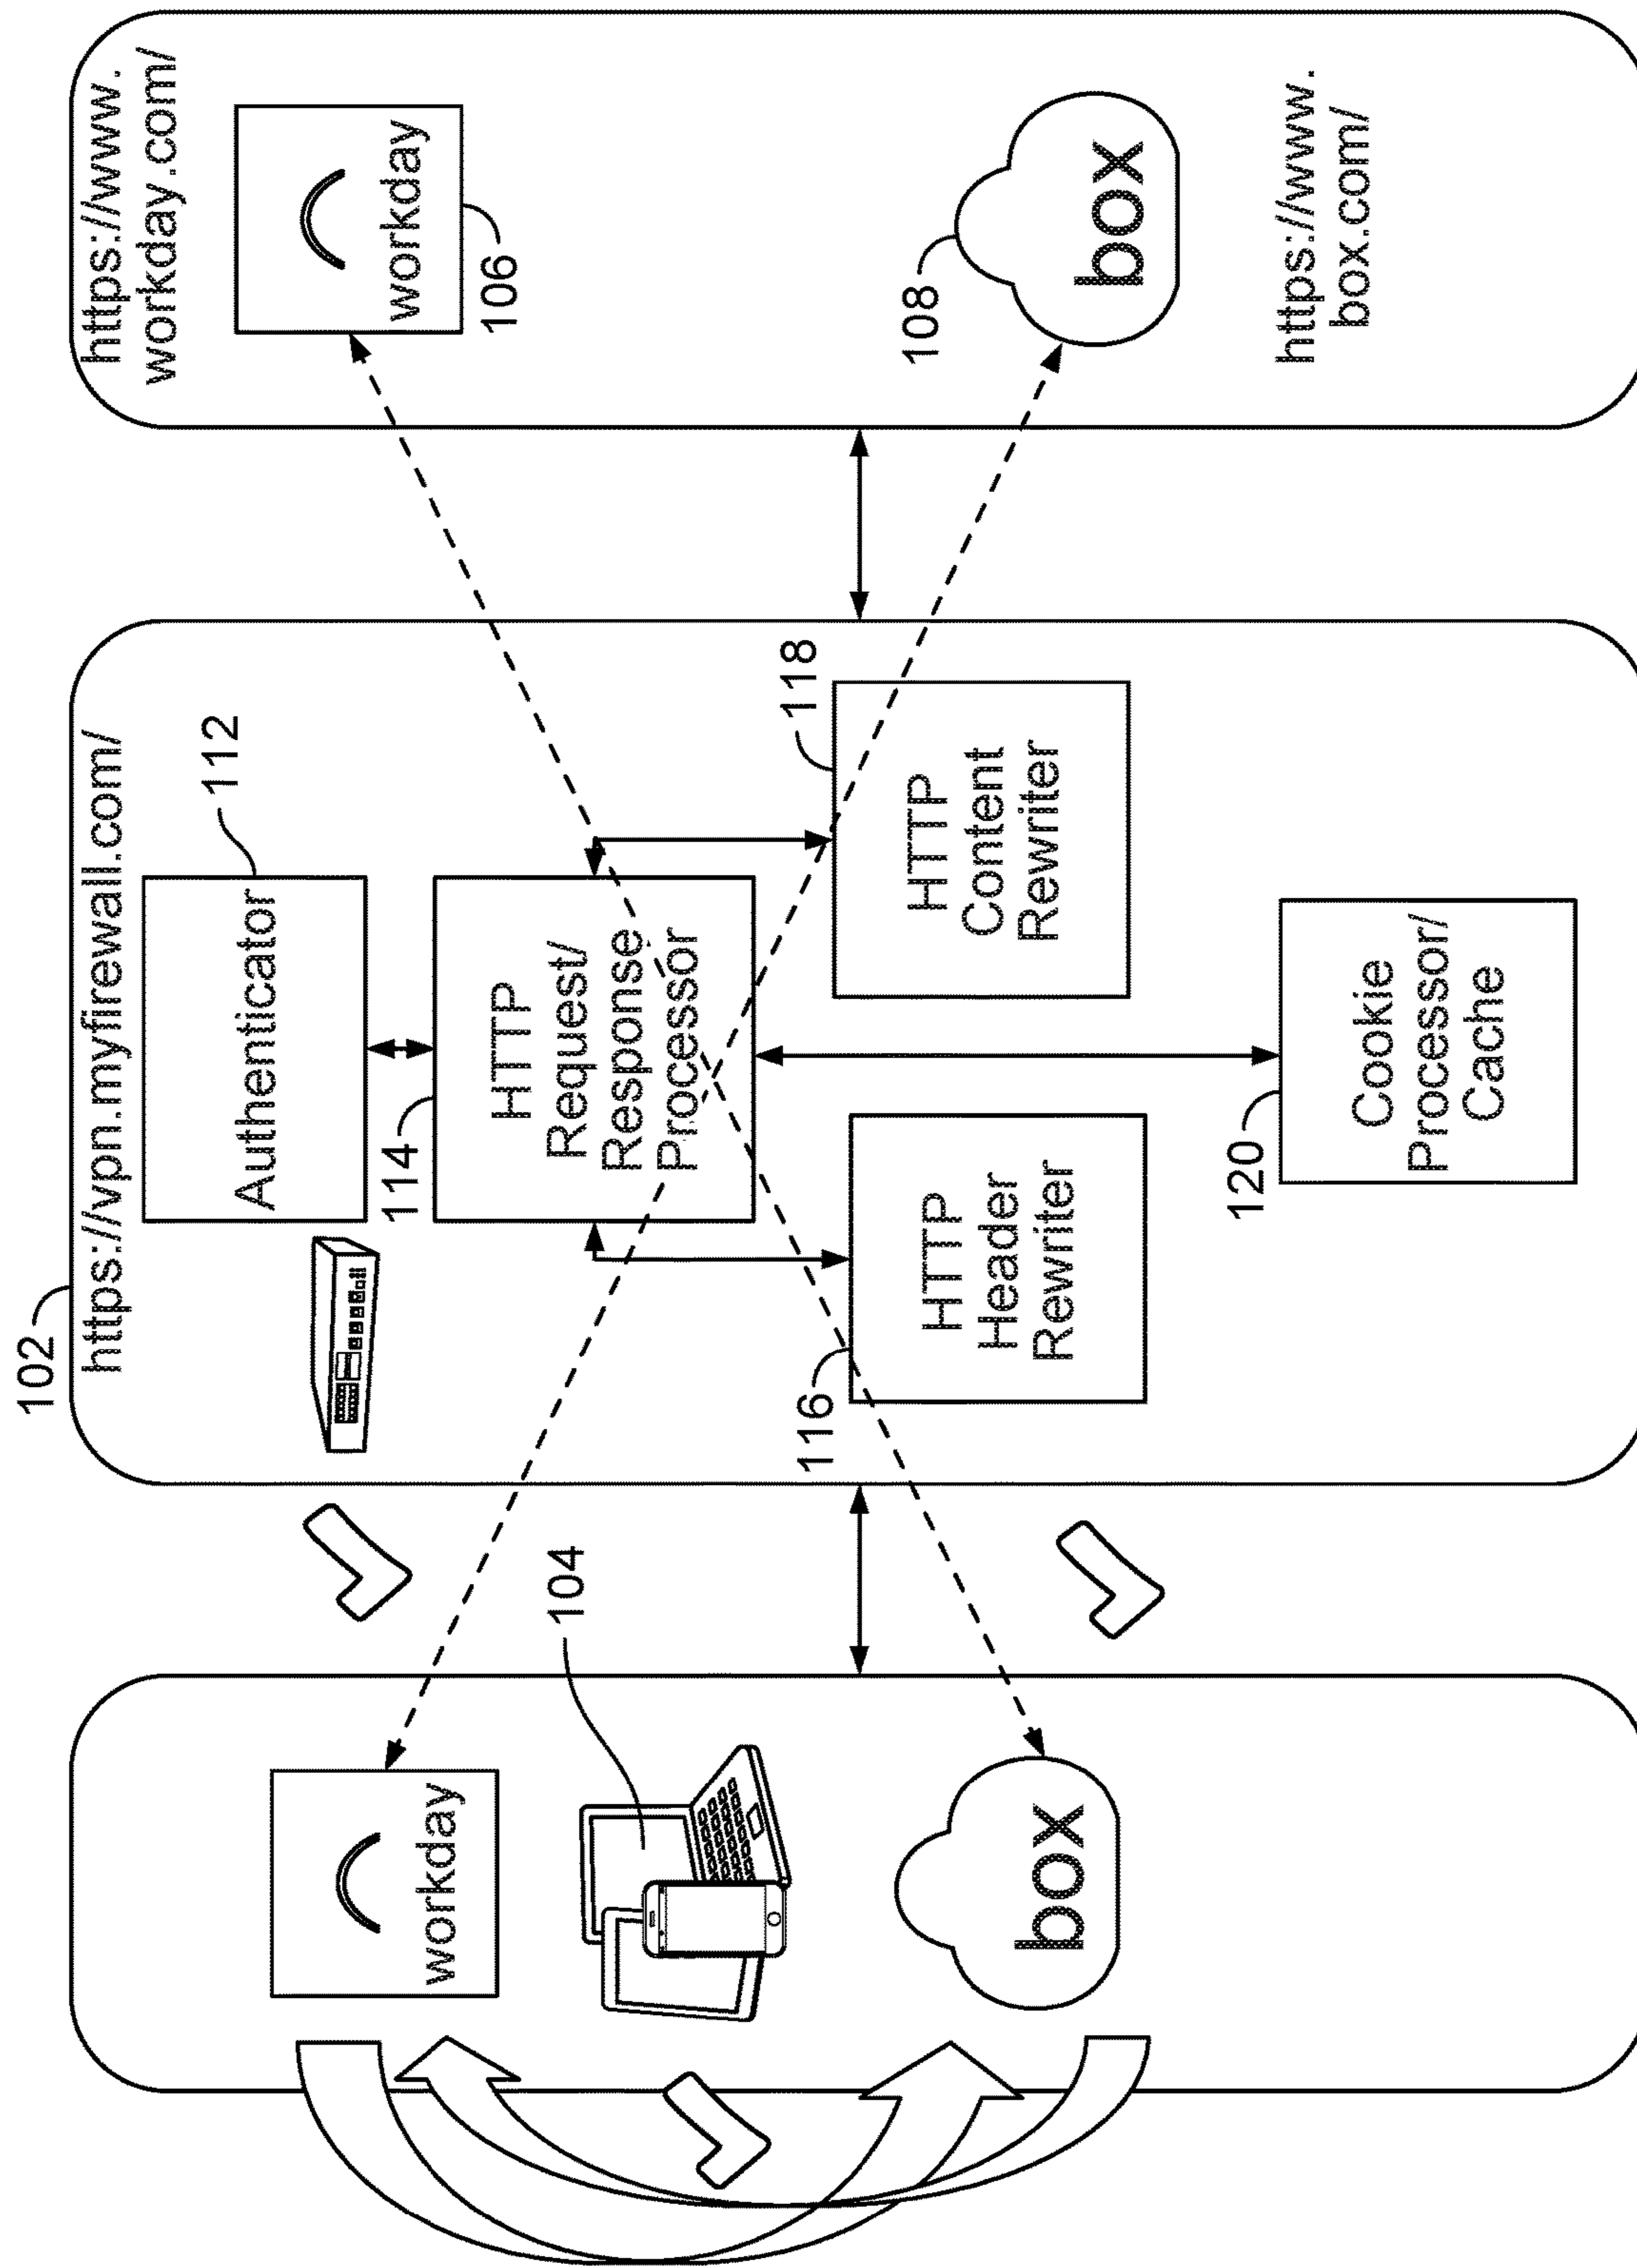 102
https://vpn.myfirewall.com/
Authenticator
112
114
HTTP
Request/
Response
Processor
116
HTTP
Header
Rewriter
118
HTTP
Content
Rewriter
120
Cookie
Processor/
Cache
workday
104
box
https://www.
workday.com/
workday
106
108
box
https://www.
box.com/